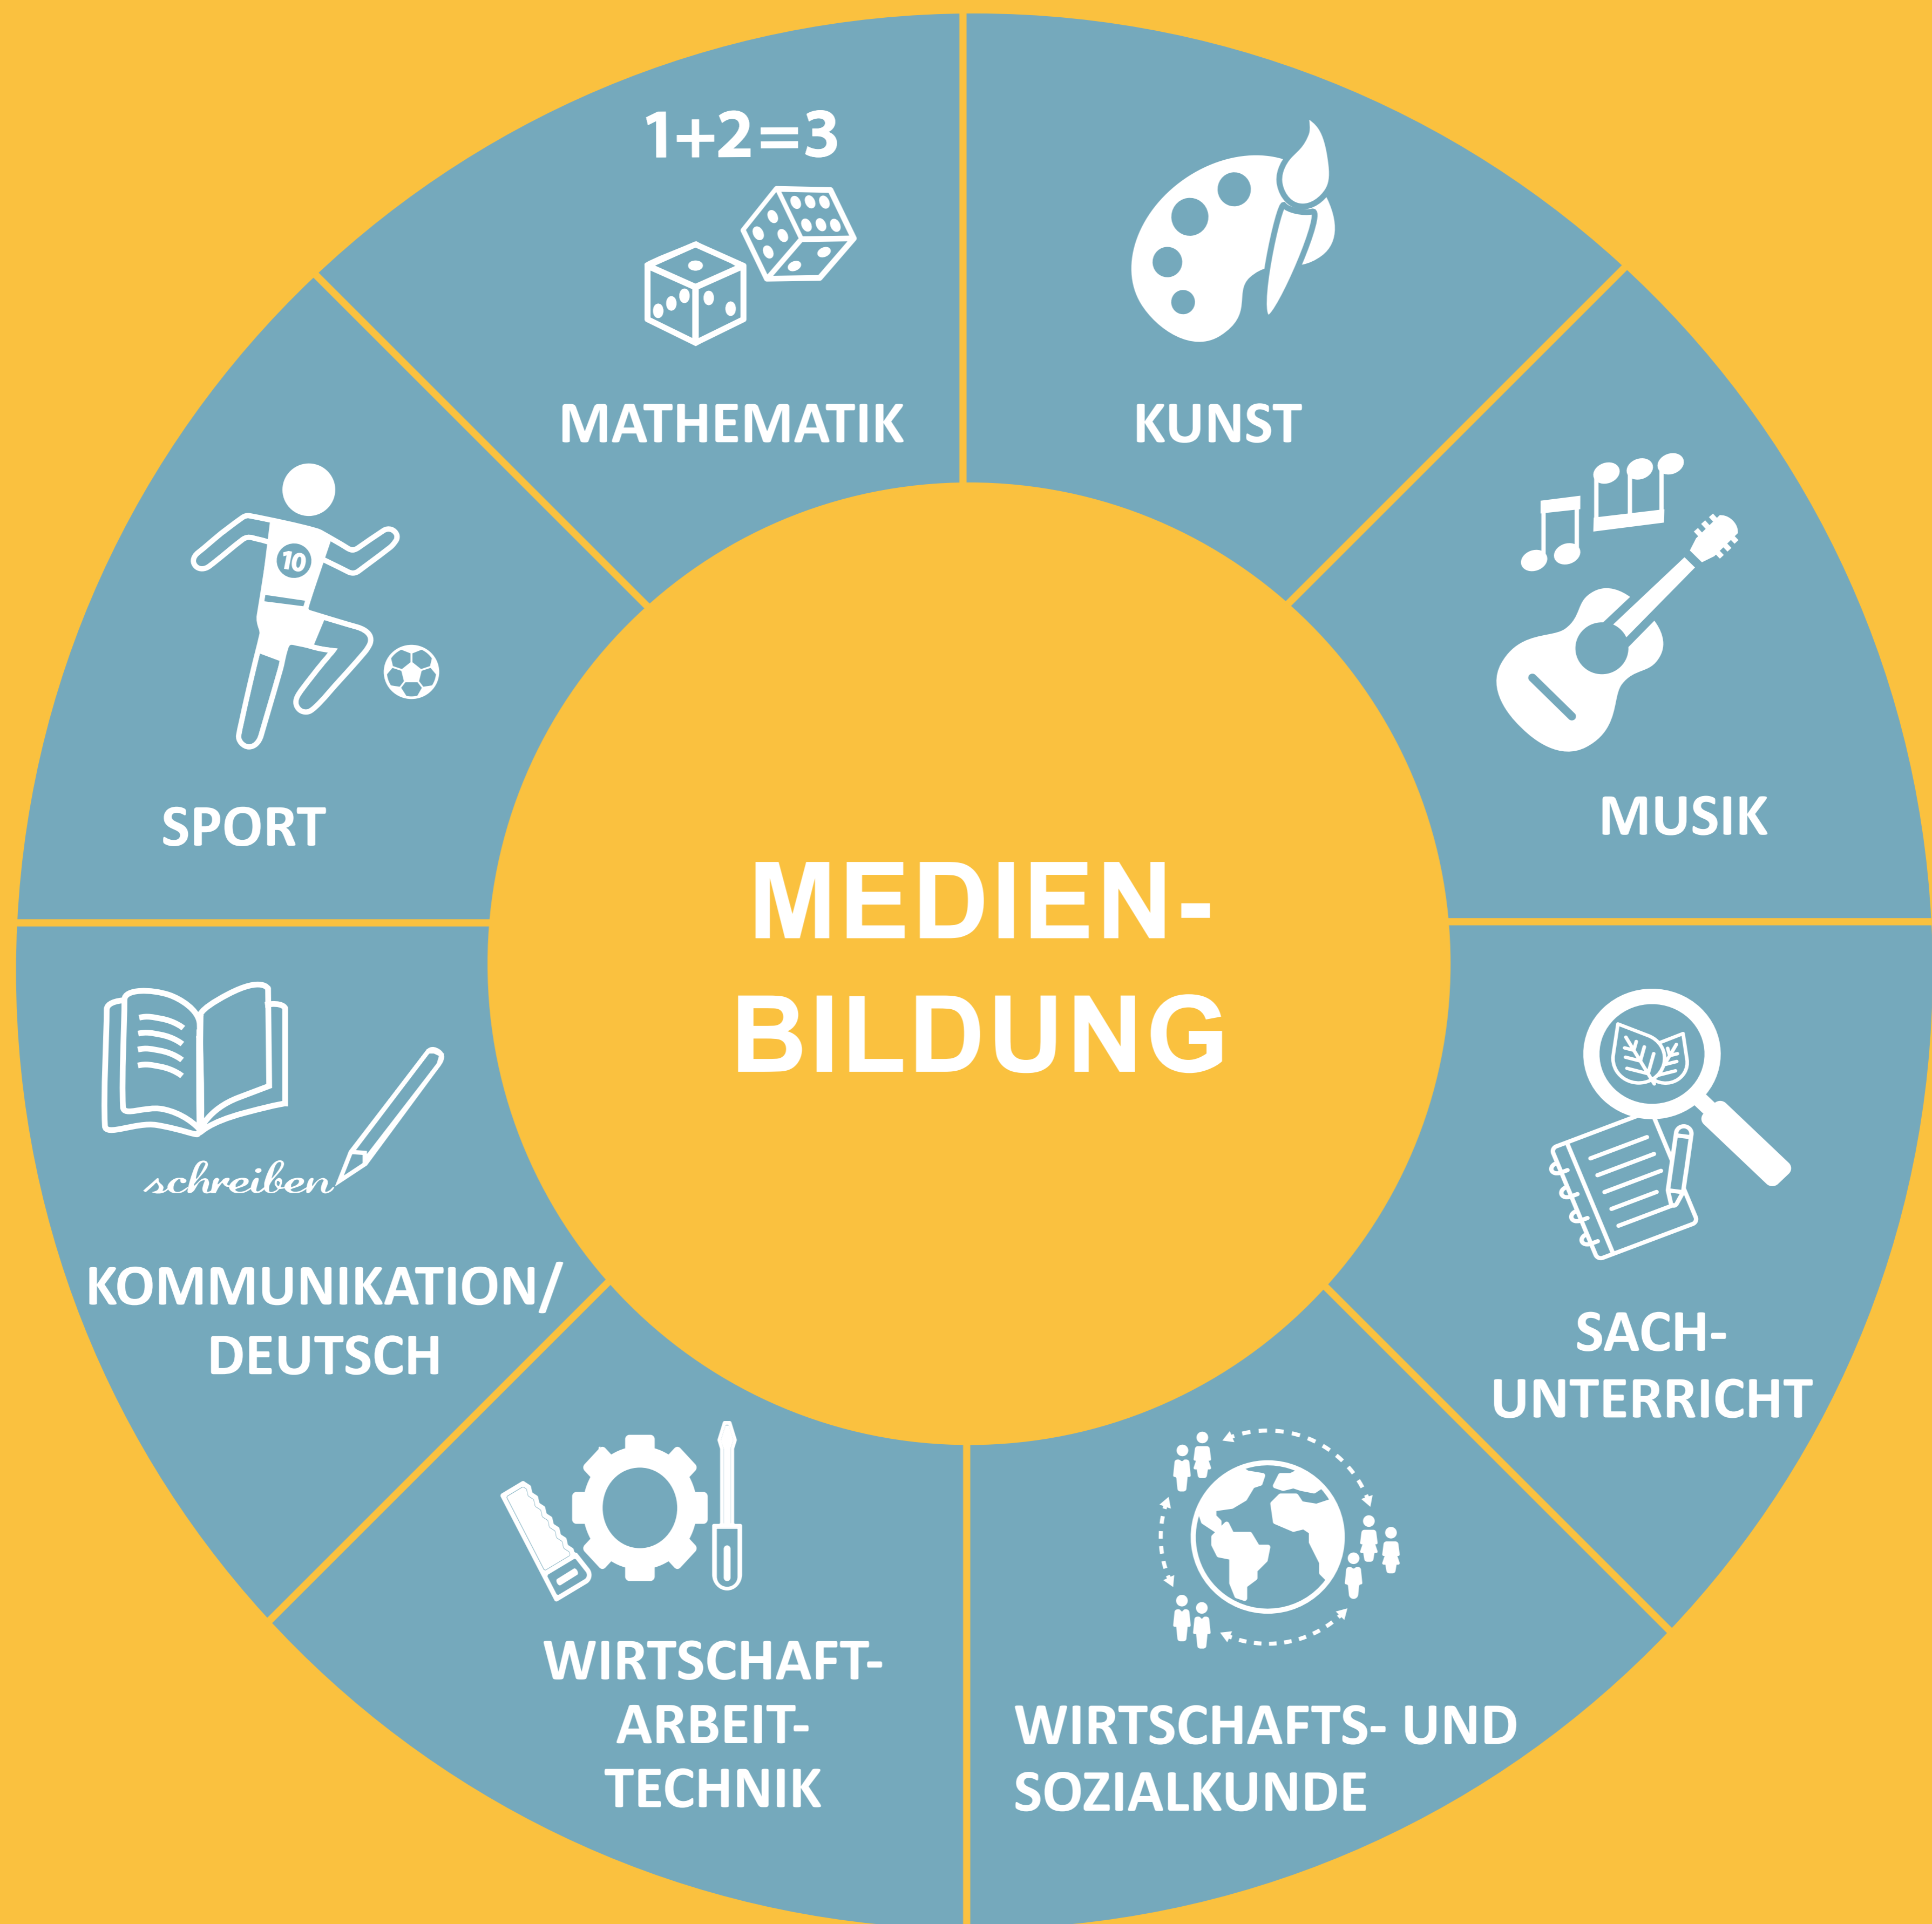 1+2=3
MATHEMATIK
KUNST
10
SPORT
MUSIK
MEDIEN-
BILDUNG
schreiben
KOMMUNIKATION/
DEUTSCH
SACH-
UNTERRICHT
WIRTSCHAFT-
ARBEIT-
TECHNIK
WIRTSCHAFTS- UND
SOZIALKUNDE